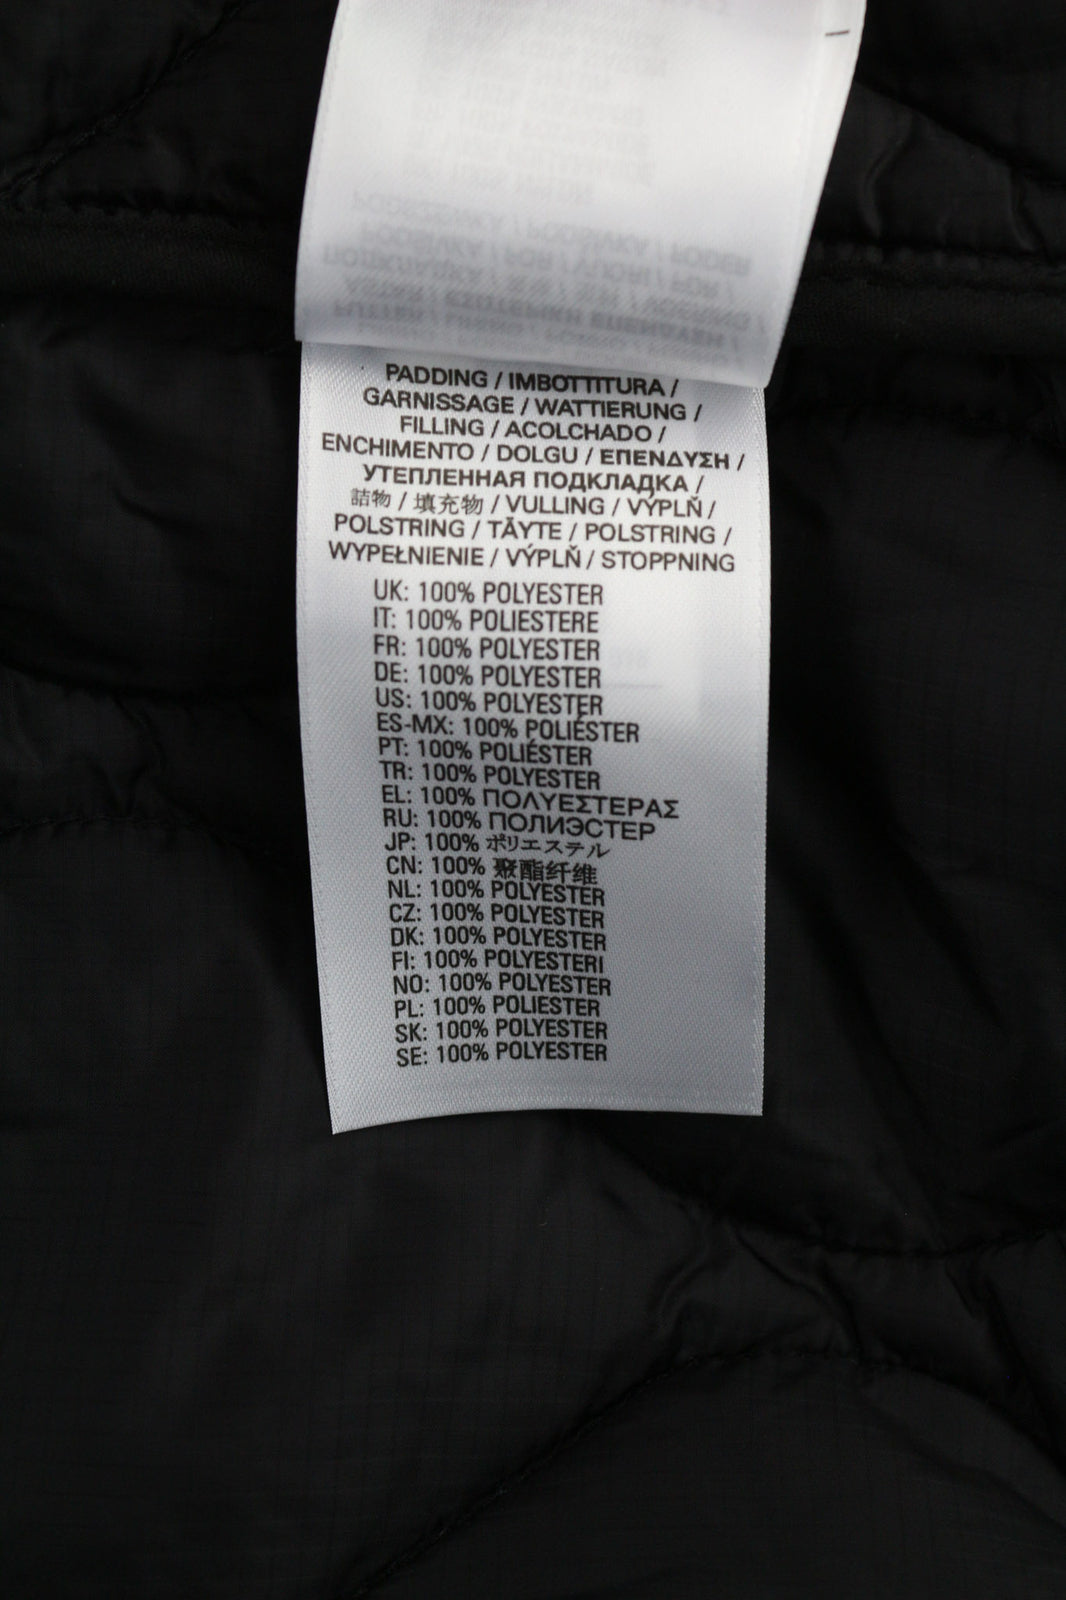 PADDING / IMBOTTITURA /
GARNISSAGE / WATTIERUNG /
FILLING / ACOLCHADO /
ENCHIMENTO / DOLGU / ΕΠΕΝΔΥΣΗ /
УТЕПЛЕННАЯ ПОДКЛАДКА /
詰物 / 填充物 / VULLING / VÝPLŇ /
POLSTRING / TÄYTE / POLSTRING /
WYPEŁNIENIE / VÝPLŇ / STOPPNING
UK: 100% POLYESTER
IT: 100% POLIESTERE
FR: 100% POLYESTER
DE: 100% POLYESTER
US: 100% POLYESTER
ES-MX: 100% POLIÉSTER
PT: 100% POLIÉSTER
TR: 100% POLYESTER
EL: 100% ΠΟΛΥΕΣΤΕΡΑΣ
RU: 100% ПОЛИЭСТЕР
JP: 100% ポリエステル
CN: 100% 聚酯纤维
NL: 100% POLYESTER
CZ: 100% POLYESTER
DK: 100% POLYESTER
FI: 100% POLYESTERI
NO: 100% POLYESTER
PL: 100% POLIESTER
SK: 100% POLYESTER
SE: 100% POLYESTER